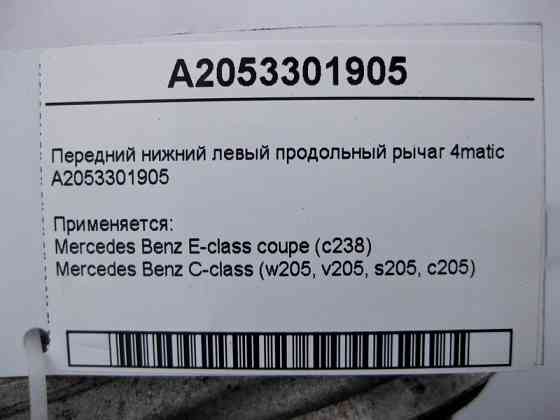 A2053301905
Передний нижний левый продольный рычаг 4matic
A2053301905
Применяется:
Mercedes Benz E-class coupe (c238)
Mercedes Benz C-class (w205, v205, s205, c205)